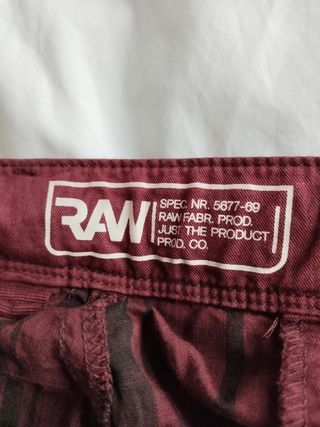 RAW
SPEC. NR. 5677-69
RAW FABR. PROD.
JUST THE PRODUCT
PROD. CO.